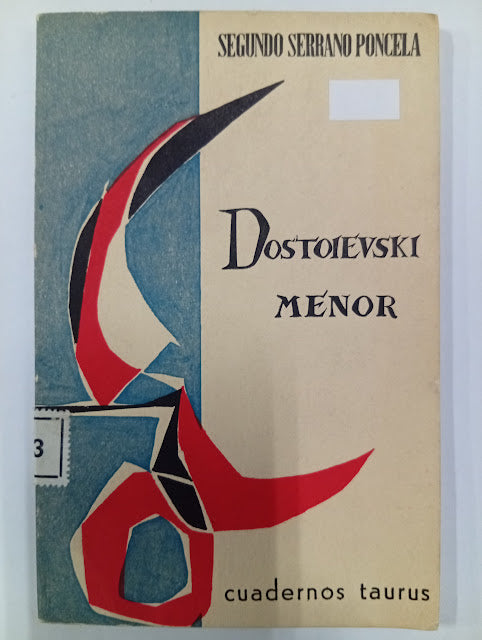 SEGUNDO SERRANO PONCELA
DOSTOIEVSKI
MENOR
3
cuadernos taurus